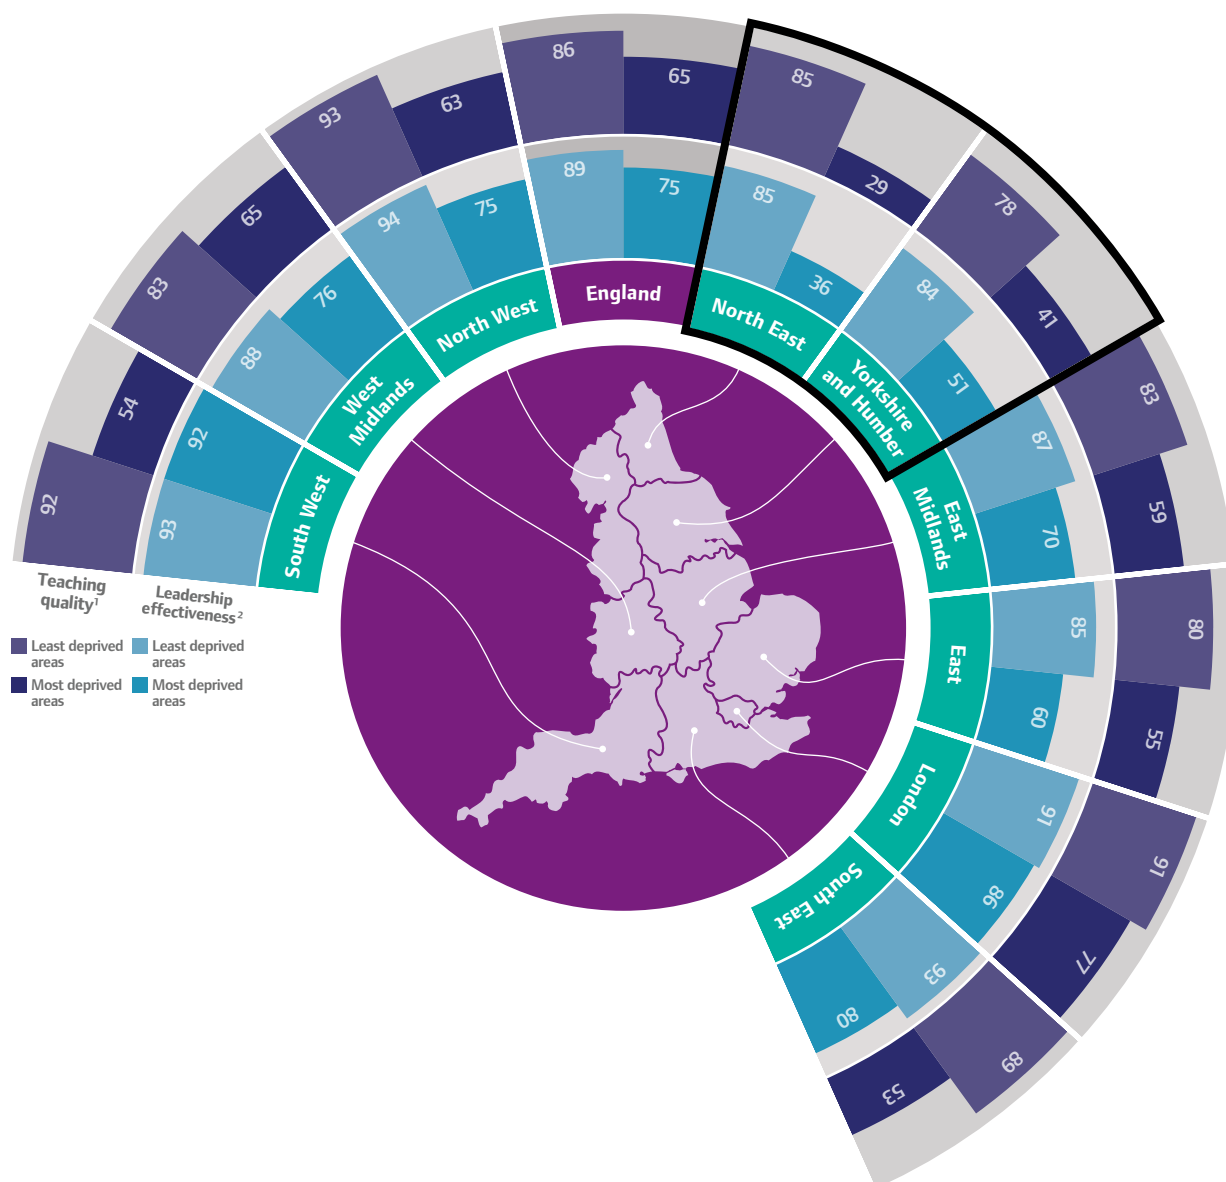 86
65
89
75
England
85
29
85
36
North East
78
41
84
51
Yorkshire
and Humber
83
59
87
70
East
Midlands
80
55
85
60
East
91
77
91
86
London
89
53
93
80
South East
93
63
94
75
North West
83
65
88
76
West
Midlands
92
54
93
92
South West
Teaching
quality¹
Leadership
effectiveness²
Least deprived
areas
Least deprived
areas
Most deprived
areas
Most deprived
areas